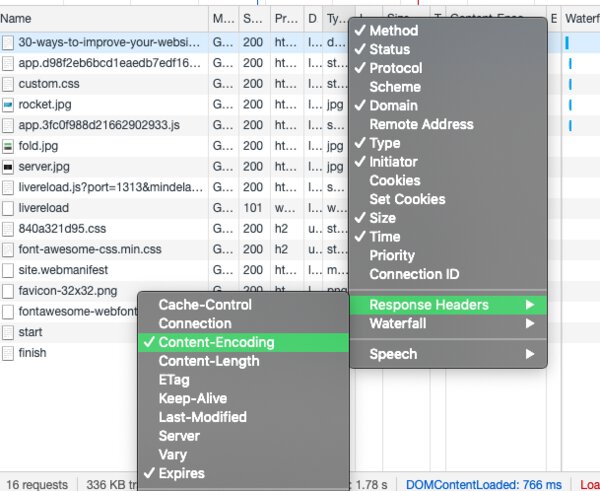 Name M... S... Pr... D Ty... I... Size T Content-Enco... E Waterf
30-ways-to-improve-your-websi... G... 200 ht... l... d...
app.d98f2eb6bcd1eaedb7edf16... G... 200 ht... l... st...
custom.css G... 200 ht... l... st...
rocket.jpg G... 200 ht... l... jpg
app.3fc0f988d21662902933.js G... 200 ht... l... s...
fold.jpg G... 200 ht... l... jpg
server.jpg G... 200 ht... l... jpg
livereload.js?port=1313&mindela... G... 200 ht... l... s...
livereload G... 101 w... l... w...
840a321d95.css G... 200 h2 u... st...
font-awesome-css.min.css G... 200 h2 u... st...
site.webmanifest G... 200 ht... l... m...
favicon-32x32.png G... 200 ht... l... png
fontawesome-webfont
start
finish
✓ Method
✓ Status
✓ Protocol
Scheme
✓ Domain
Remote Address
✓ Type
✓ Initiator
Cookies
Set Cookies
✓ Size
✓ Time
Priority
Connection ID
Response Headers ▶
Waterfall ▶
Speech ▶
Cache-Control
Connection
✓ Content-Encoding
Content-Length
ETag
Keep-Alive
Last-Modified
Server
Vary
✓ Expires
16 requests 336 KB tr : 1.78 s DOMContentLoaded: 766 ms Loa